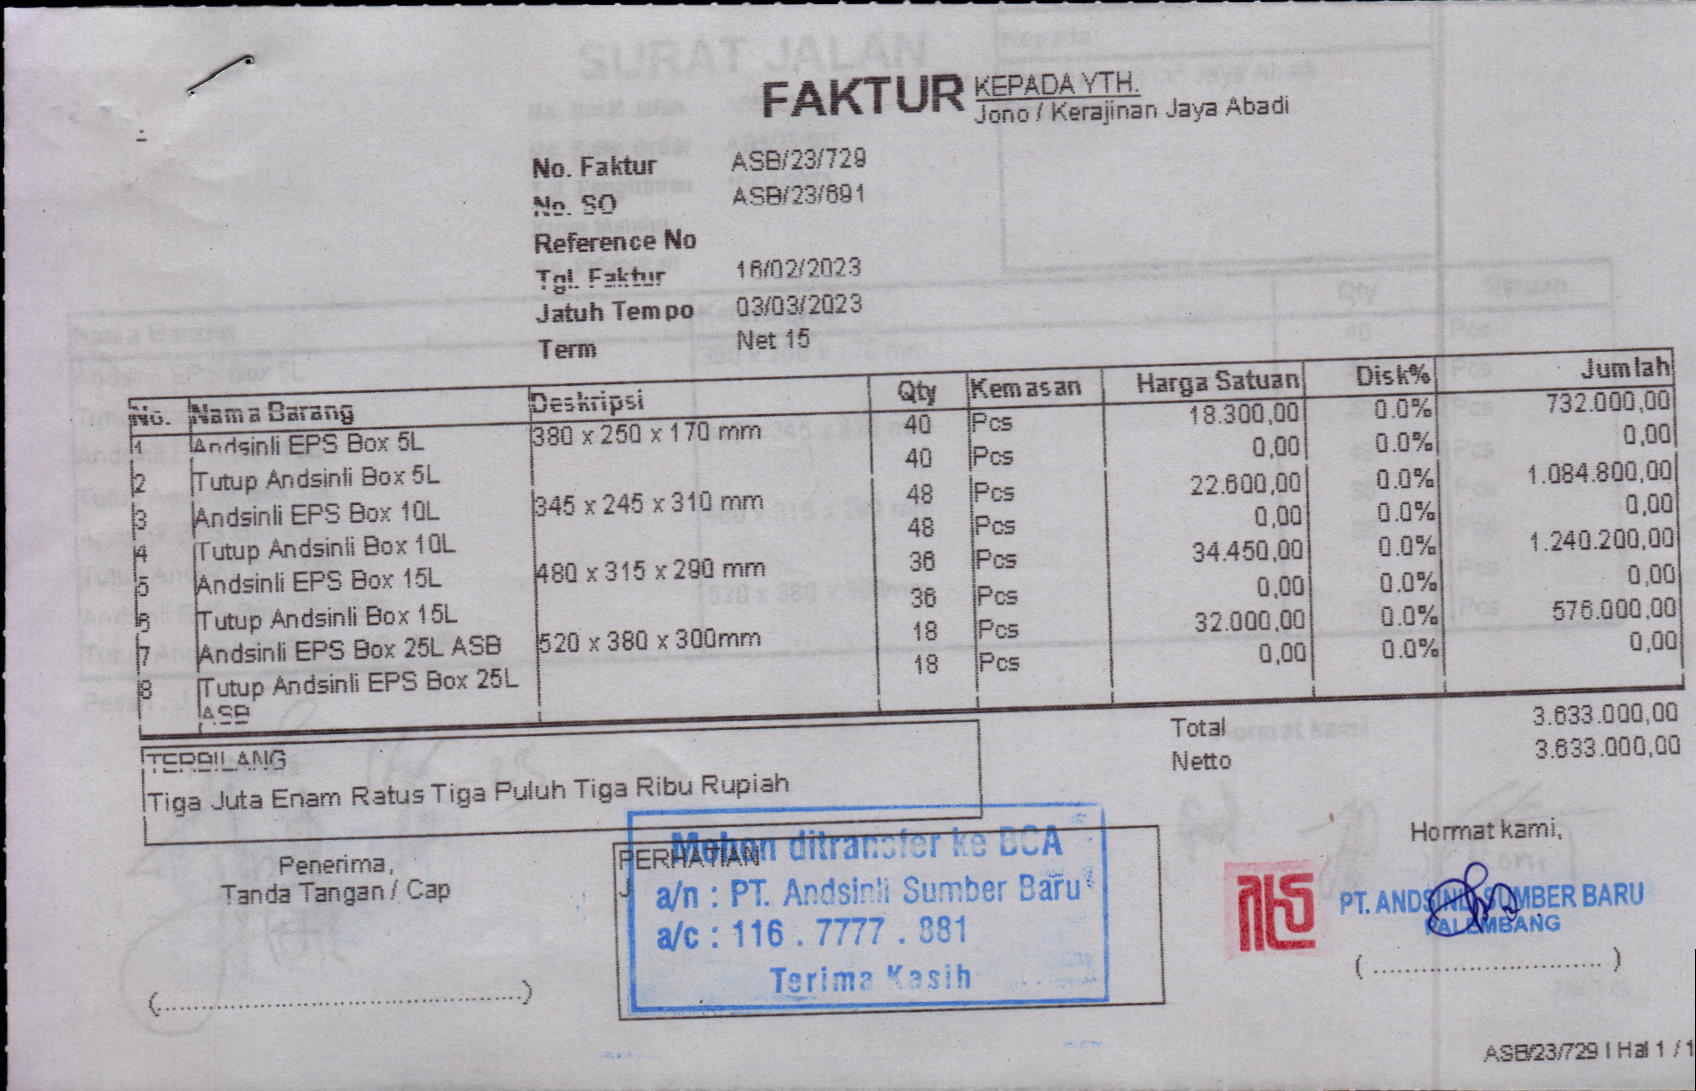 FAKTUR
KEPADA YTH.
Jono / Kerajinan Jaya Abadi
No. Faktur ASB/23/729
No. SO ASB/23/691
Reference No
Tgl. Faktur 16/02/2023
Jatuh Tempo 03/03/2023
Term Net 15
No. Nama Barang Deskripsi Qty Kemasan Harga Satuan Disk% Jumlah
1 Andsinli EPS Box 5L 380 x 250 x 170 mm 40 Pcs 18.300,00 0.0% 732.000,00
2 Tutup Andsinli Box 5L 40 Pcs 0,00 0.0% 0,00
3 Andsinli EPS Box 10L 345 x 245 x 310 mm 48 Pcs 22.600,00 0.0% 1.084.800,00
4 Tutup Andsinli Box 10L 48 Pcs 0,00 0.0% 0,00
5 Andsinli EPS Box 15L 480 x 315 x 290 mm 36 Pcs 34.450,00 0.0% 1.240.200,00
6 Tutup Andsinli Box 15L 36 Pcs 0,00 0.0% 0,00
7 Andsinli EPS Box 25L ASB 520 x 380 x 300mm 18 Pcs 32.000,00 0.0% 576.000,00
8 Tutup Andsinli EPS Box 25L 18 Pcs 0,00 0.0% 0,00
ASB
Total 3.633.000,00
Netto 3.633.000,00
TERBILANG
Tiga Juta Enam Ratus Tiga Puluh Tiga Ribu Rupiah
Penerima,
Tanda Tangan / Cap
PERHATIAN
Mohon ditransfer ke BCA
a/n : PT. Andsinli Sumber Baru
a/c : 116 . 7777 . 881
Terima Kasih
Hormat kami,
PT. ANDSINLI SUMBER BARU
PALEMBANG
(...........................................)
(..............................)
ASB/23/729 | Hal 1 / 1